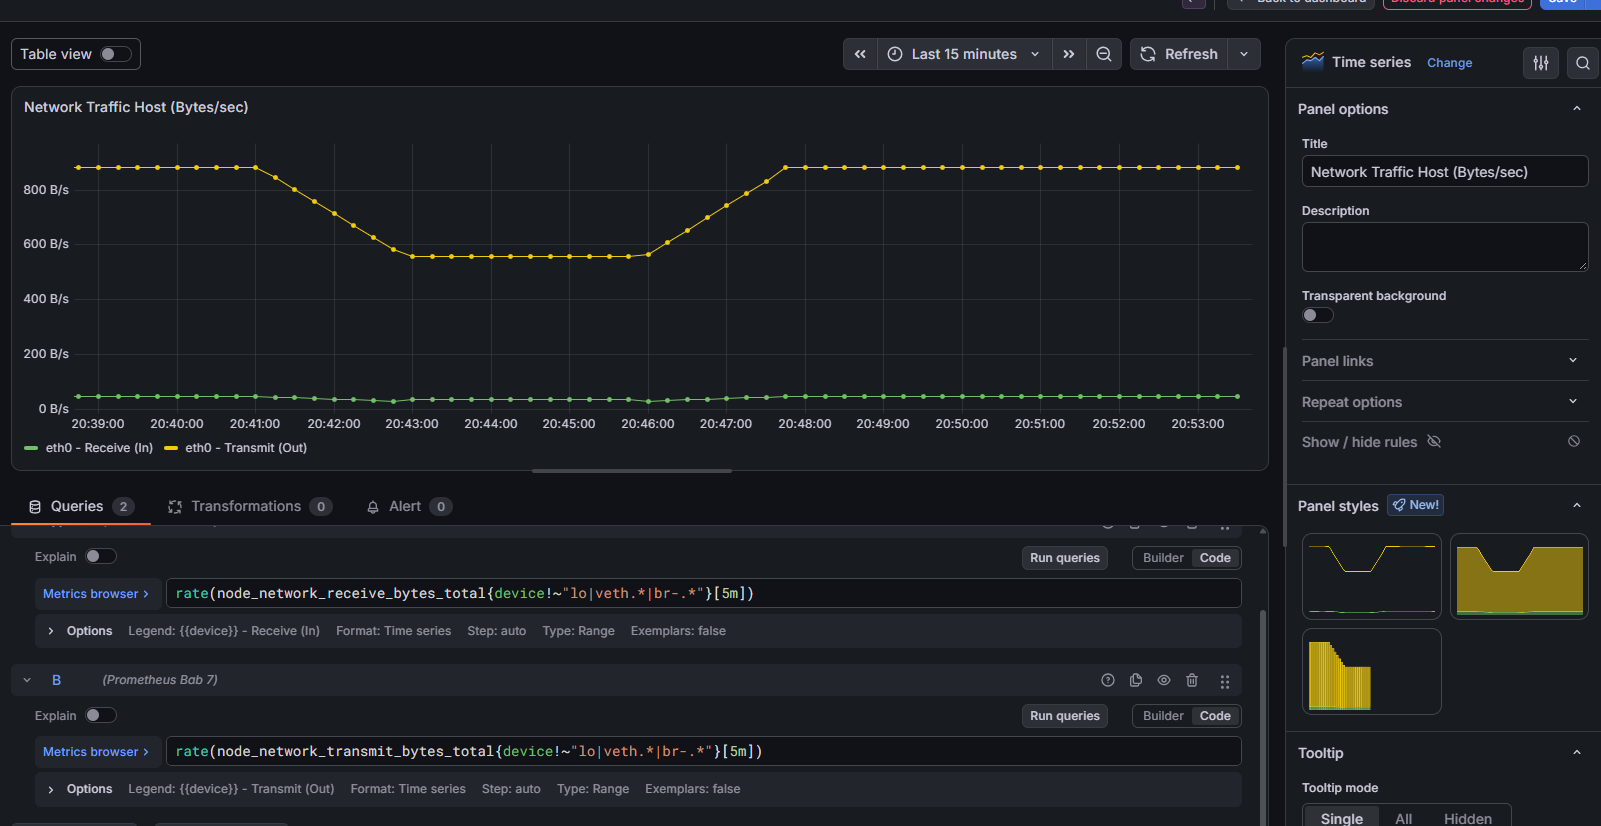 Back to dashboard
Discard panel changes
Save
Table view
Last 15 minutes
Refresh
Time series Change
Network Traffic Host (Bytes/sec)
800 B/s
600 B/s
400 B/s
200 B/s
0 B/s
20:39:00 20:40:00 20:41:00 20:42:00 20:43:00 20:44:00 20:45:00 20:46:00 20:47:00 20:48:00 20:49:00 20:50:00 20:51:00 20:52:00 20:53:00
eth0 - Receive (In) eth0 - Transmit (Out)
Queries 2 Transformations 0 Alert 0
Explain
Run queries Builder Code
Metrics browser > rate(node_network_receive_bytes_total{device!~"lo|veth.*|br-.*"}[5m])
> Options Legend: {{device}} - Receive (In) Format: Time series Step: auto Type: Range Exemplars: false
B (Prometheus Bab 7)
Explain
Run queries Builder Code
Metrics browser > rate(node_network_transmit_bytes_total{device!~"lo|veth.*|br-.*"}[5m])
> Options Legend: {{device}} - Transmit (Out) Format: Time series Step: auto Type: Range Exemplars: false
Panel options
Title
Network Traffic Host (Bytes/sec)
Description
Transparent background
Panel links
Repeat options
Show / hide rules
Panel styles New!
Tooltip
Tooltip mode
Single All Hidden